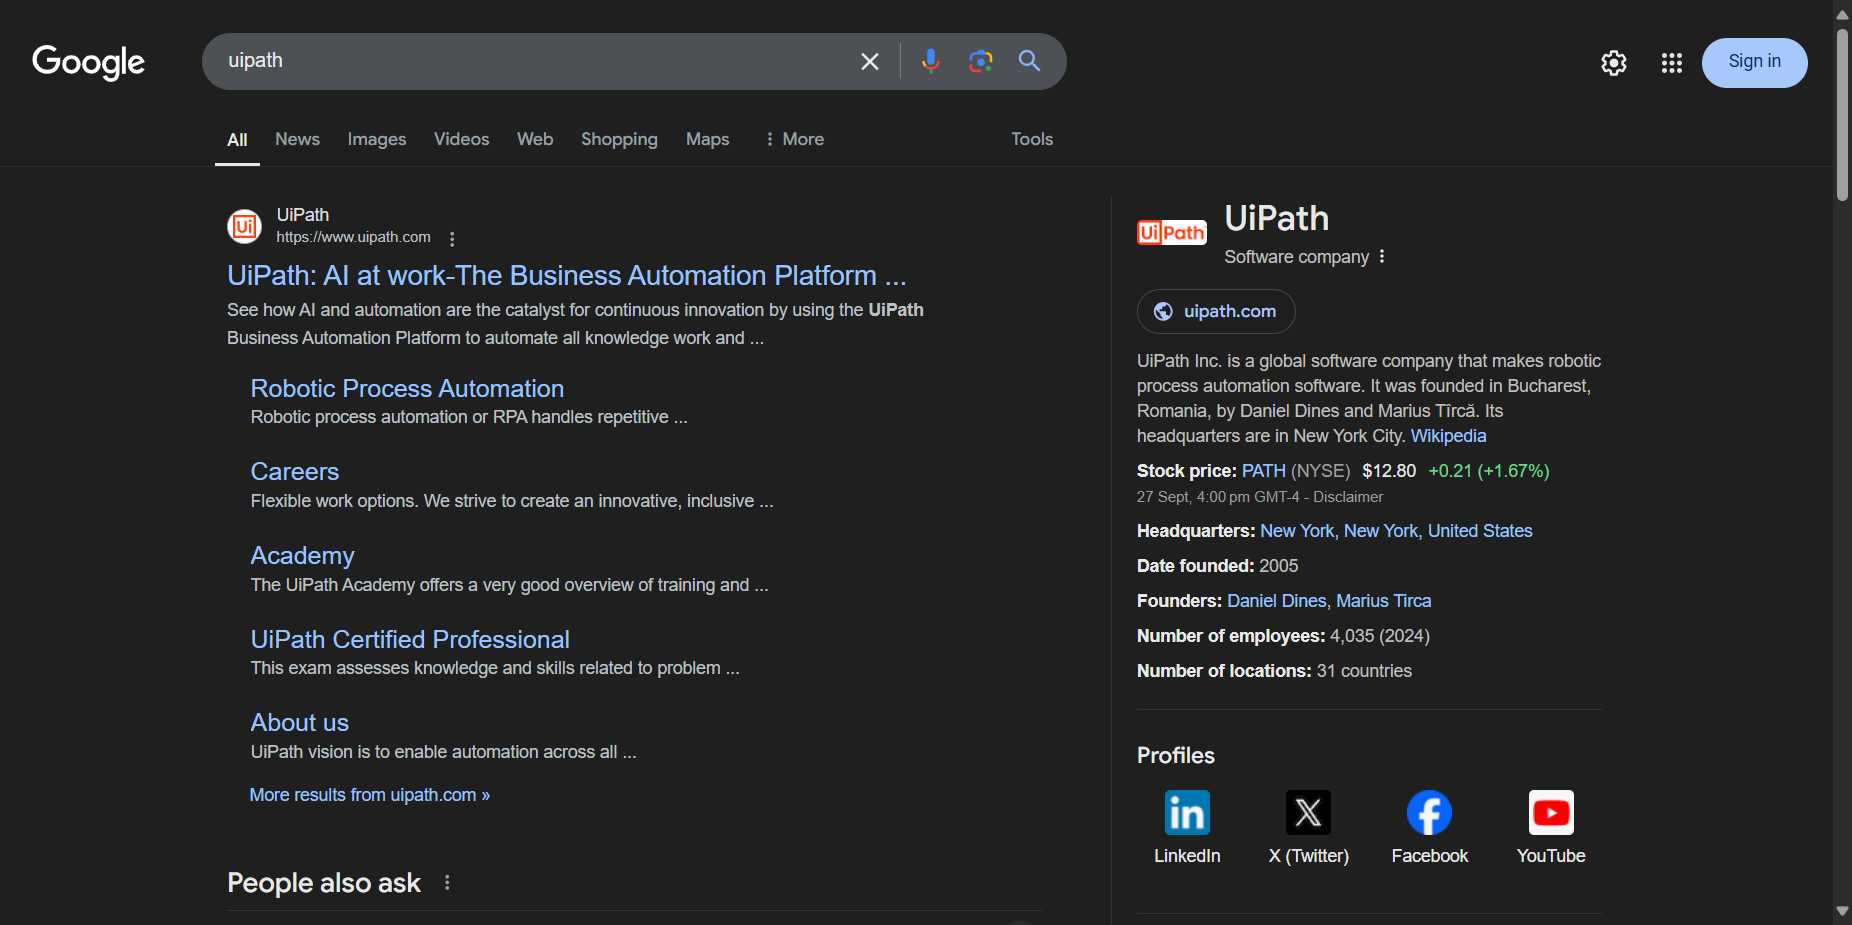 Google
uipath
Sign in
All News Images Videos Web Shopping Maps More Tools
Ui
UiPath
https://www.uipath.com
UiPath: AI at work-The Business Automation Platform ...
See how AI and automation are the catalyst for continuous innovation by using the UiPath
Business Automation Platform to automate all knowledge work and ...
Robotic Process Automation
Robotic process automation or RPA handles repetitive ...
Careers
Flexible work options. We strive to create an innovative, inclusive ...
Academy
The UiPath Academy offers a very good overview of training and ...
UiPath Certified Professional
This exam assesses knowledge and skills related to problem ...
About us
UiPath vision is to enable automation across all ...
More results from uipath.com »
People also ask
UiPath
UiPath
Software company
uipath.com
UiPath Inc. is a global software company that makes robotic
process automation software. It was founded in Bucharest,
Romania, by Daniel Dines and Marius Tîrcă. Its
headquarters are in New York City. Wikipedia
Stock price: PATH (NYSE) $12.80 +0.21 (+1.67%)
27 Sept, 4:00 pm GMT-4 - Disclaimer
Headquarters: New York, New York, United States
Date founded: 2005
Founders: Daniel Dines, Marius Tirca
Number of employees: 4,035 (2024)
Number of locations: 31 countries
Profiles
in
LinkedIn X (Twitter) Facebook YouTube